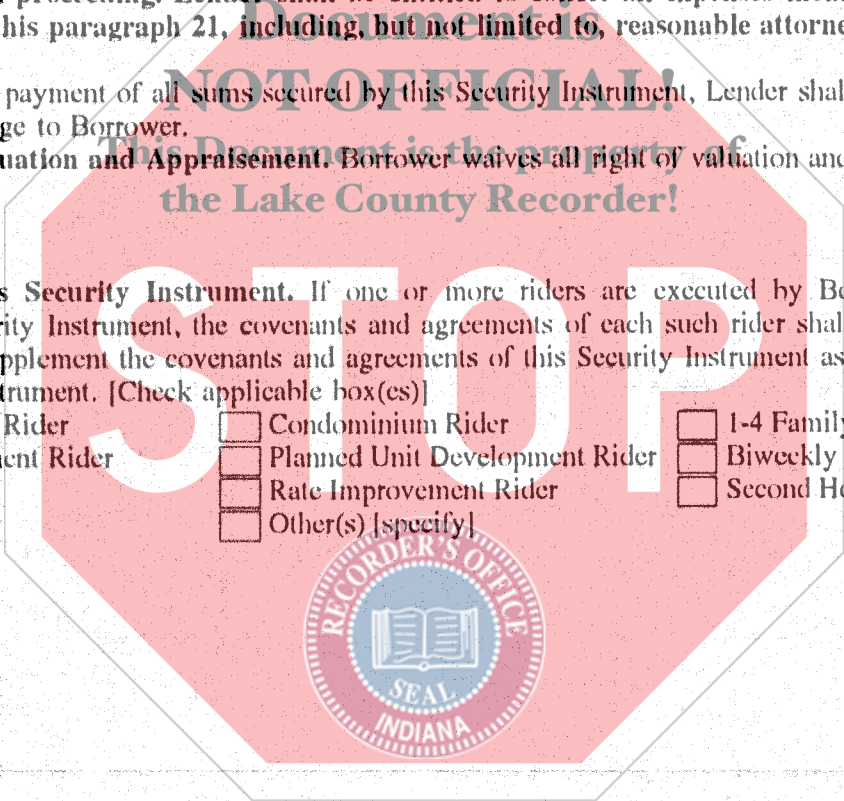 Document is
his paragraph 21, including, but not limited to, reasonable attorne
NOT OFFICIAL!
payment of all sums secured by this Security Instrument, Lender shal
ge to Borrower.
This Document is the property of
uation and Appraisement. Borrower waives all right of valuation and
the Lake County Recorder!
s Security Instrument. If one or more riders are executed by Bo
rity Instrument, the covenants and agreements of each such rider shal
pplement the covenants and agreements of this Security Instrument as
trument. [Check applicable box(es)]
STOP
Rider Condominium Rider 1-4 Family
ent Rider Planned Unit Development Rider Biweekly
Rate Improvement Rider Second Ho
Other(s) [specify]
RECORDER'S OFFICE
SEAL
INDIANA